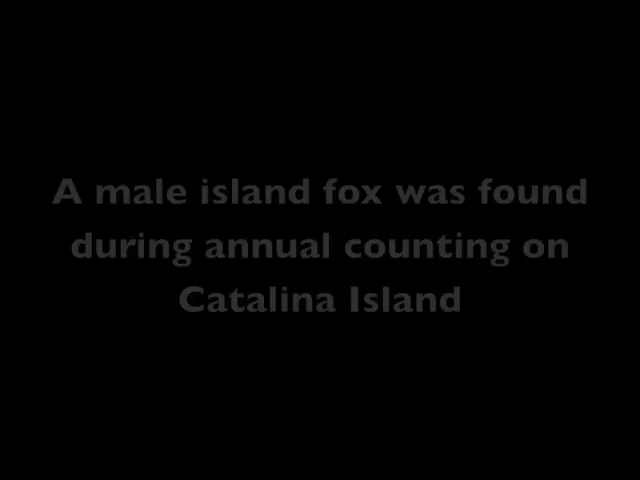 A male island fox was found
during annual counting on
Catalina Island